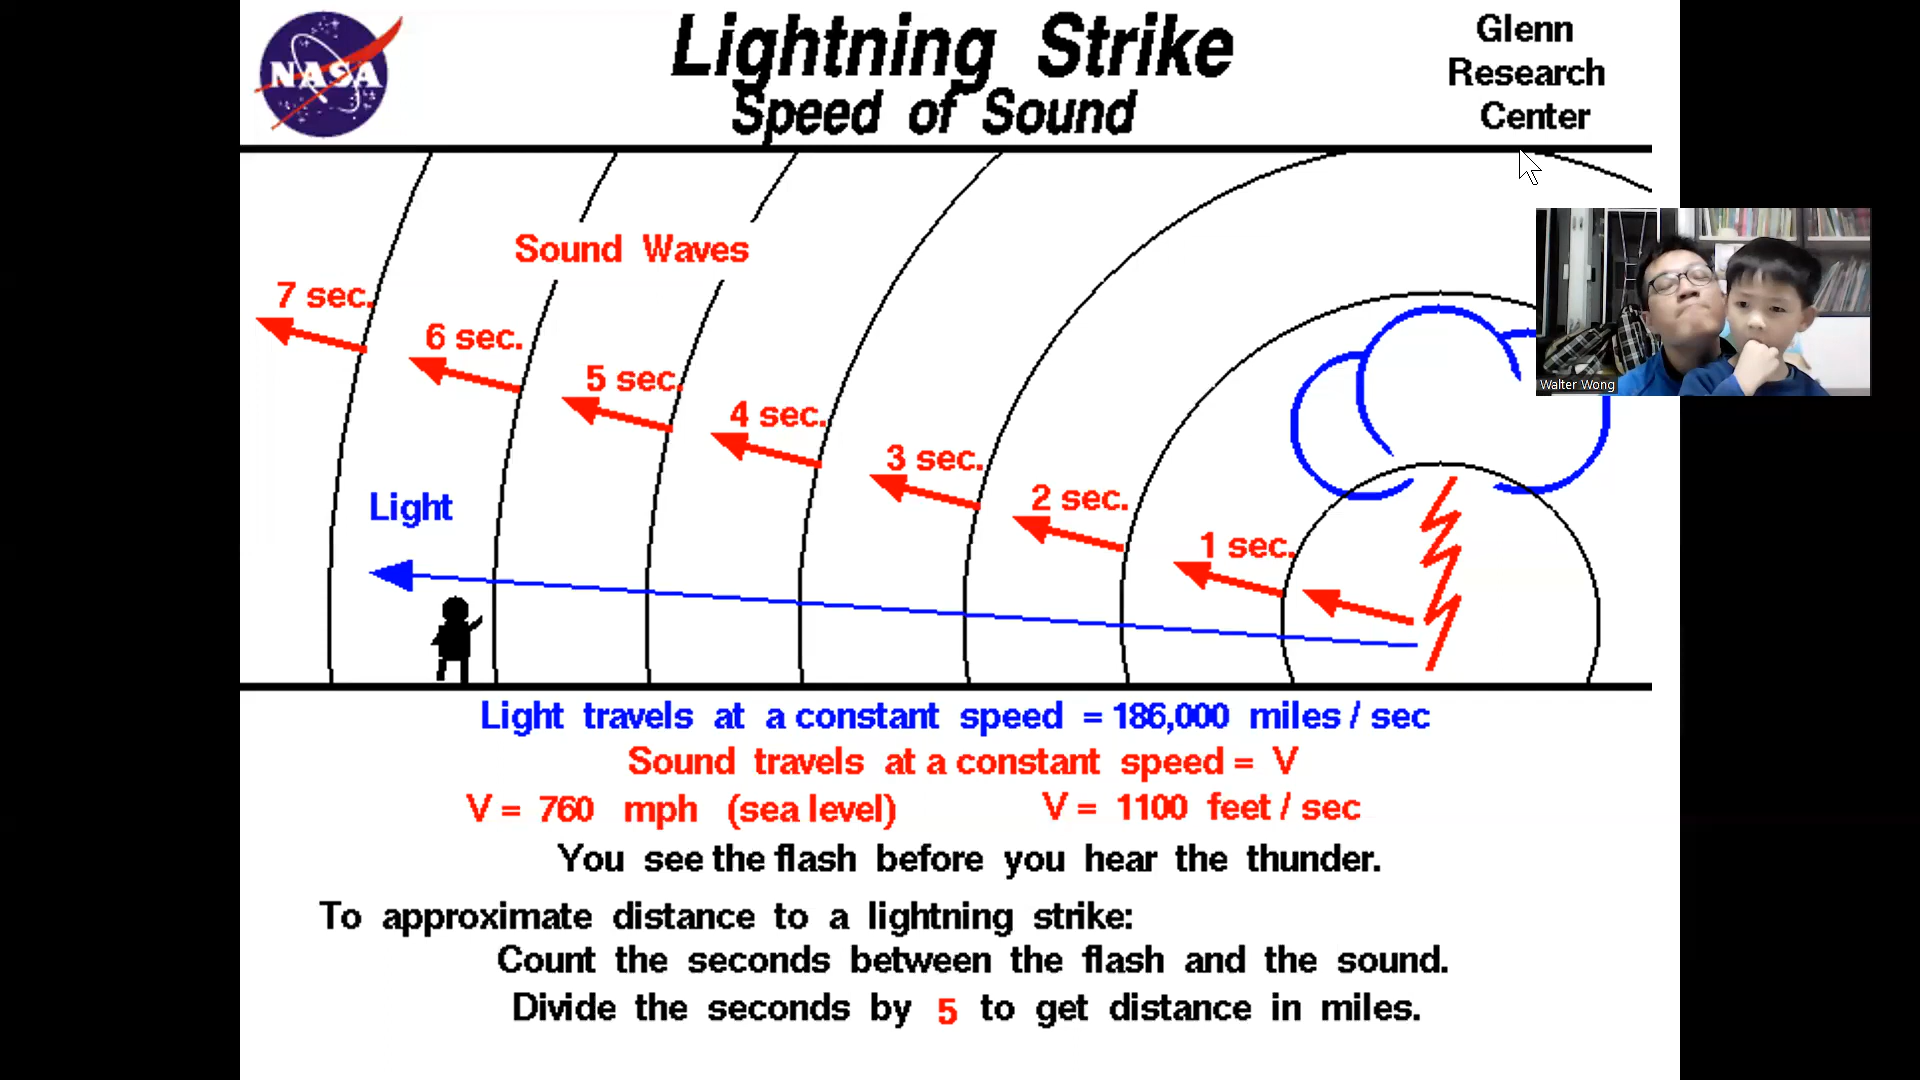 NASA
Lightning Strike
Speed of Sound
Glenn
Research
Center
Sound Waves
7 sec.
6 sec.
5 sec.
4 sec.
3 sec.
2 sec.
1 sec.
Light
Walter Wong
Light travels at a constant speed = 186,000 miles / sec
Sound travels at a constant speed = V
V = 760 mph (sea level) V = 1100 feet / sec
You see the flash before you hear the thunder.
To approximate distance to a lightning strike:
Count the seconds between the flash and the sound.
Divide the seconds by 5 to get distance in miles.